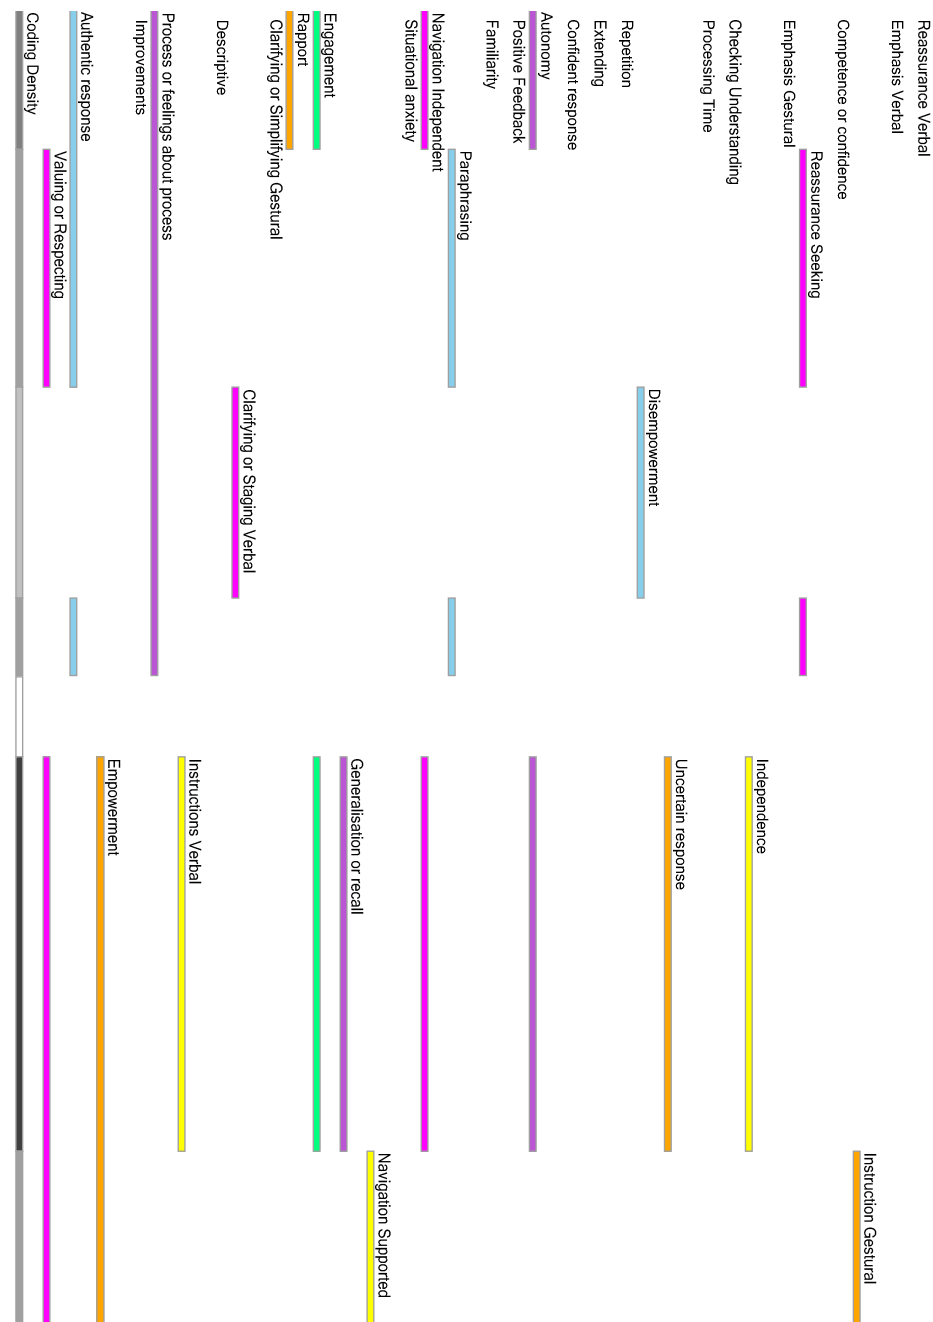 Coding Density
Valuing or Respecting
Authentic response
Empowerment
Improvements
Process or feelings about process
Instructions Verbal
Descriptive
Clarifying or Staging Verbal
Clarifying or Simplifying Gestural
Rapport
Engagement
Generalisation or recall
Navigation Supported
Situational anxiety
Navigation Independent
Paraphrasing
Familiarity
Positive Feedback
Autonomy
Confident response
Extending
Repetition
Disempowerment
Uncertain response
Processing Time
Checking Understanding
Independence
Emphasis Gestural
Reassurance Seeking
Competence or confidence
Instruction Gestural
Emphasis Verbal
Reassurance Verbal